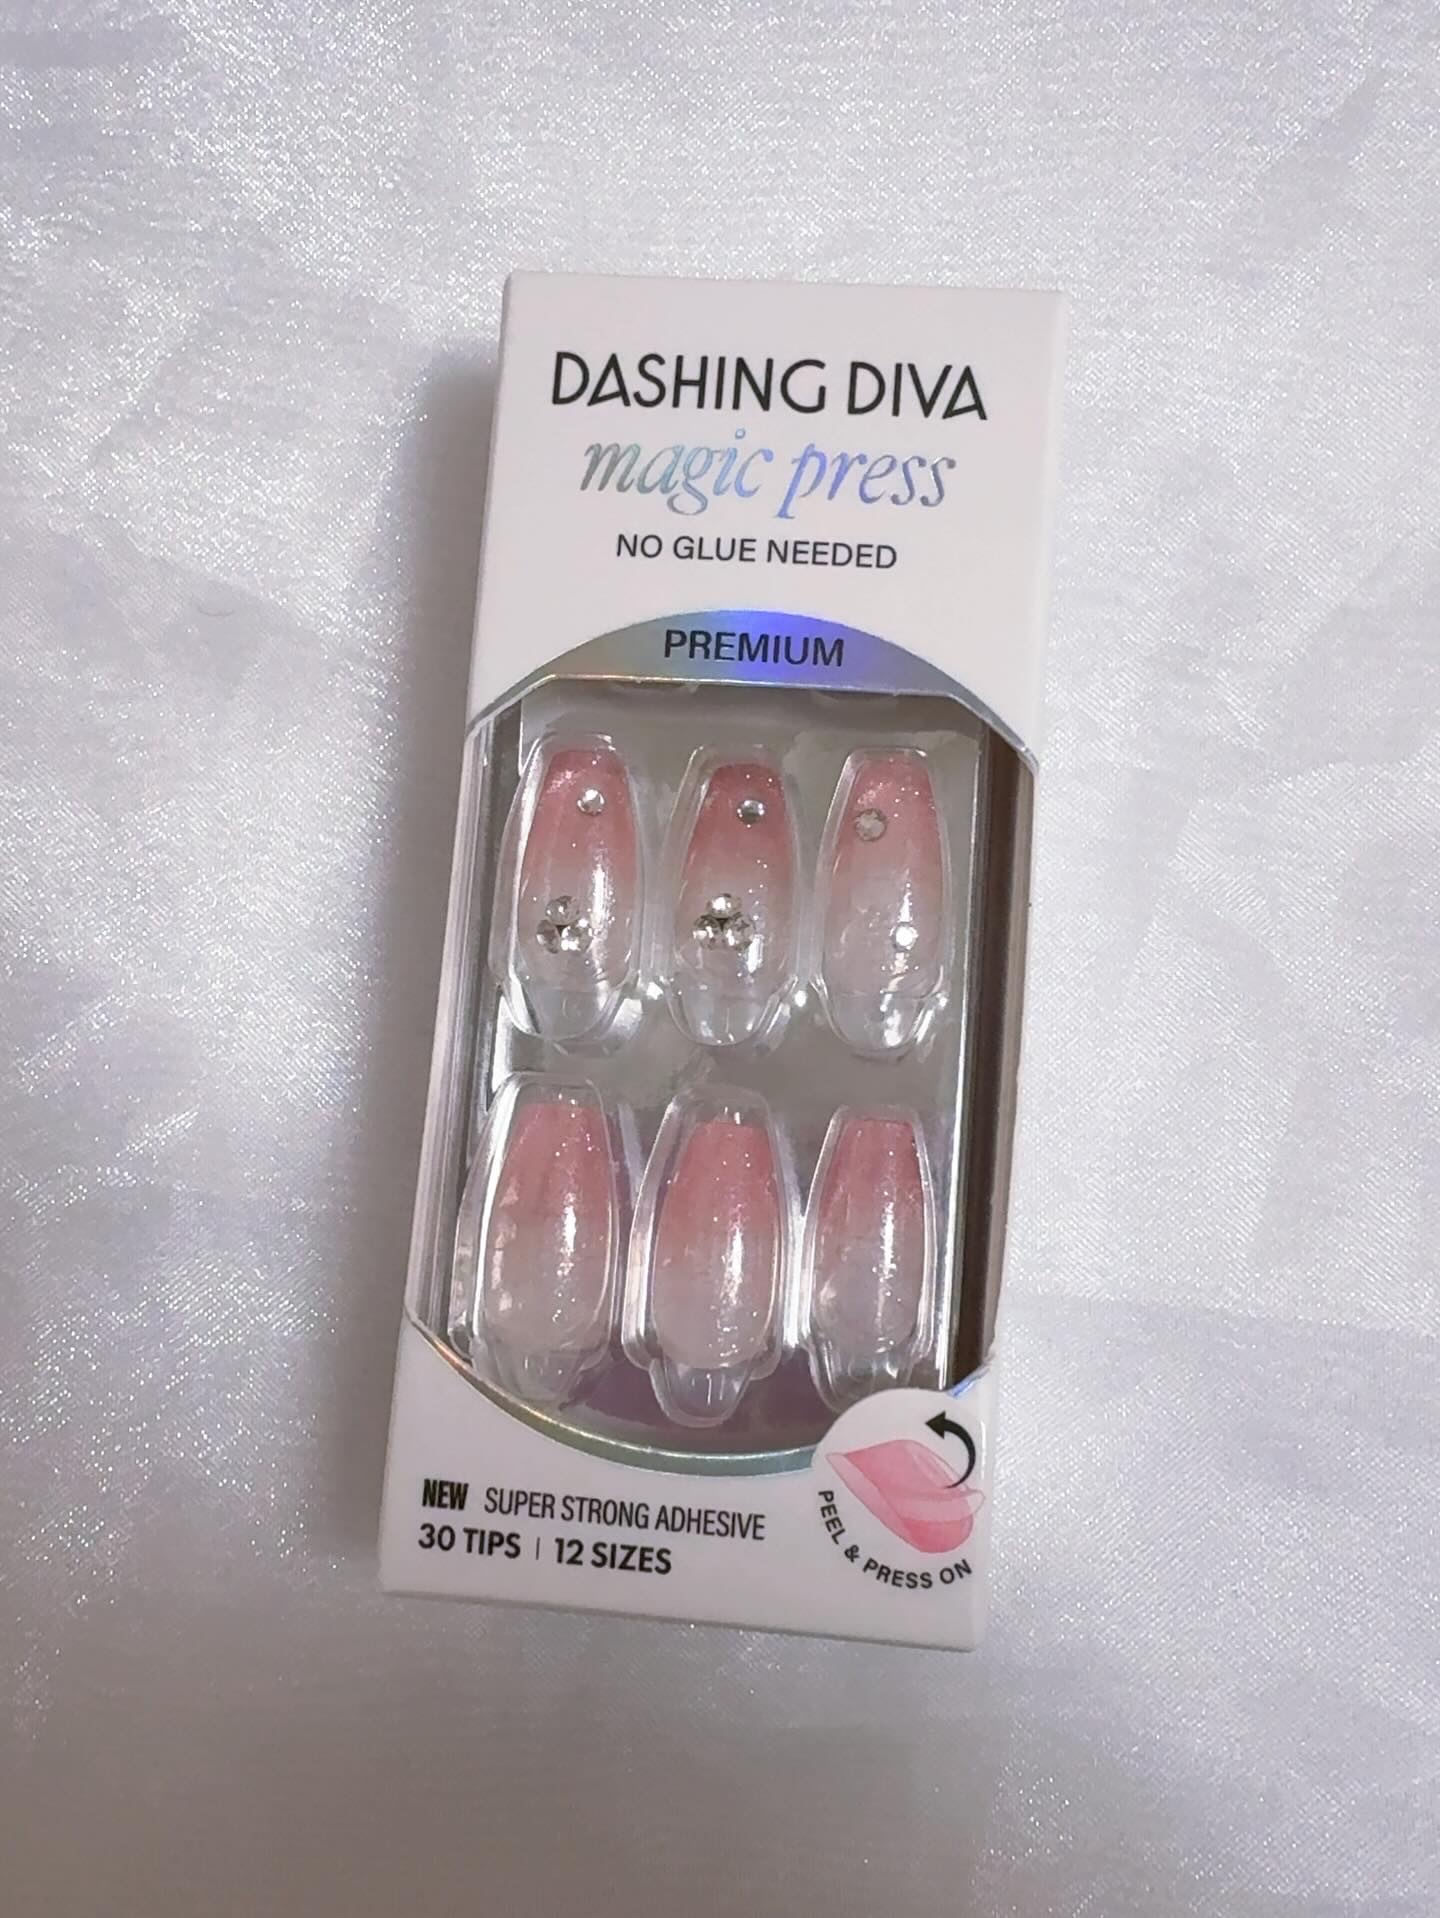 DASHING DIVA
magic press
NO GLUE NEEDED
PREMIUM
NEW SUPER STRONG ADHESIVE
30 TIPS | 12 SIZES
PEEL & PRESS ON